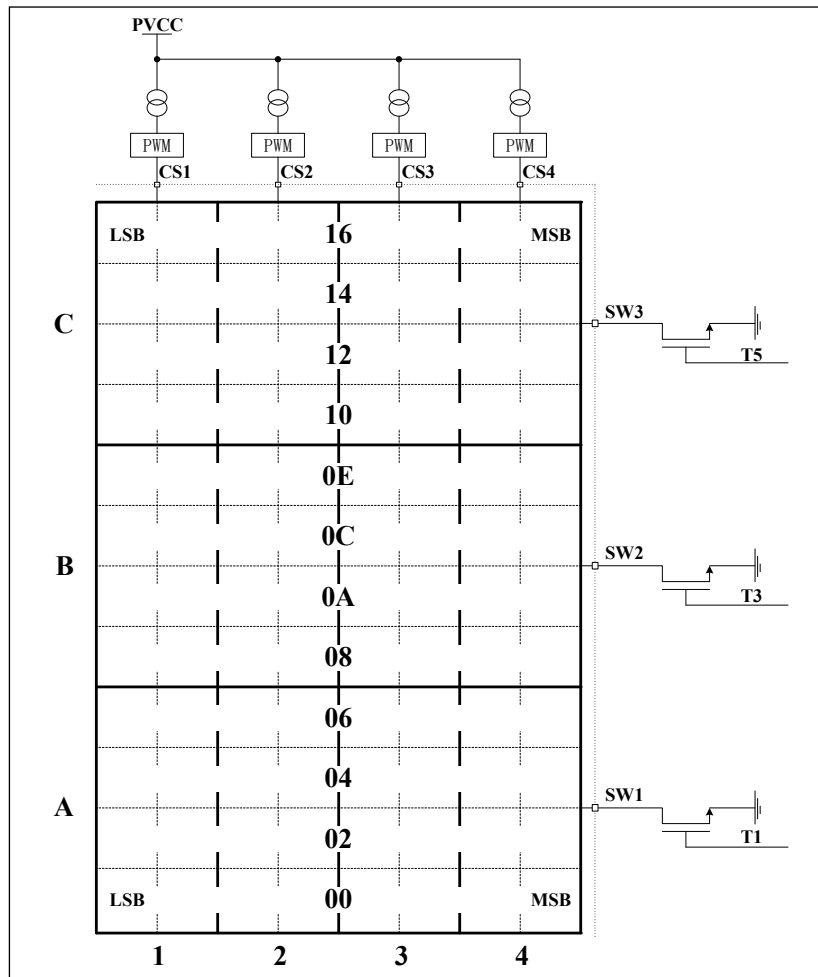 PVCC
PWM PWM PWM PWM
CS1 CS2 CS3 CS4
LSB 16 MSB
14
C SW3
12 T5
10
0E
0C
B SW2
0A T3
08
06
04
A SW1
02 T1
LSB 00 MSB
1 2 3 4